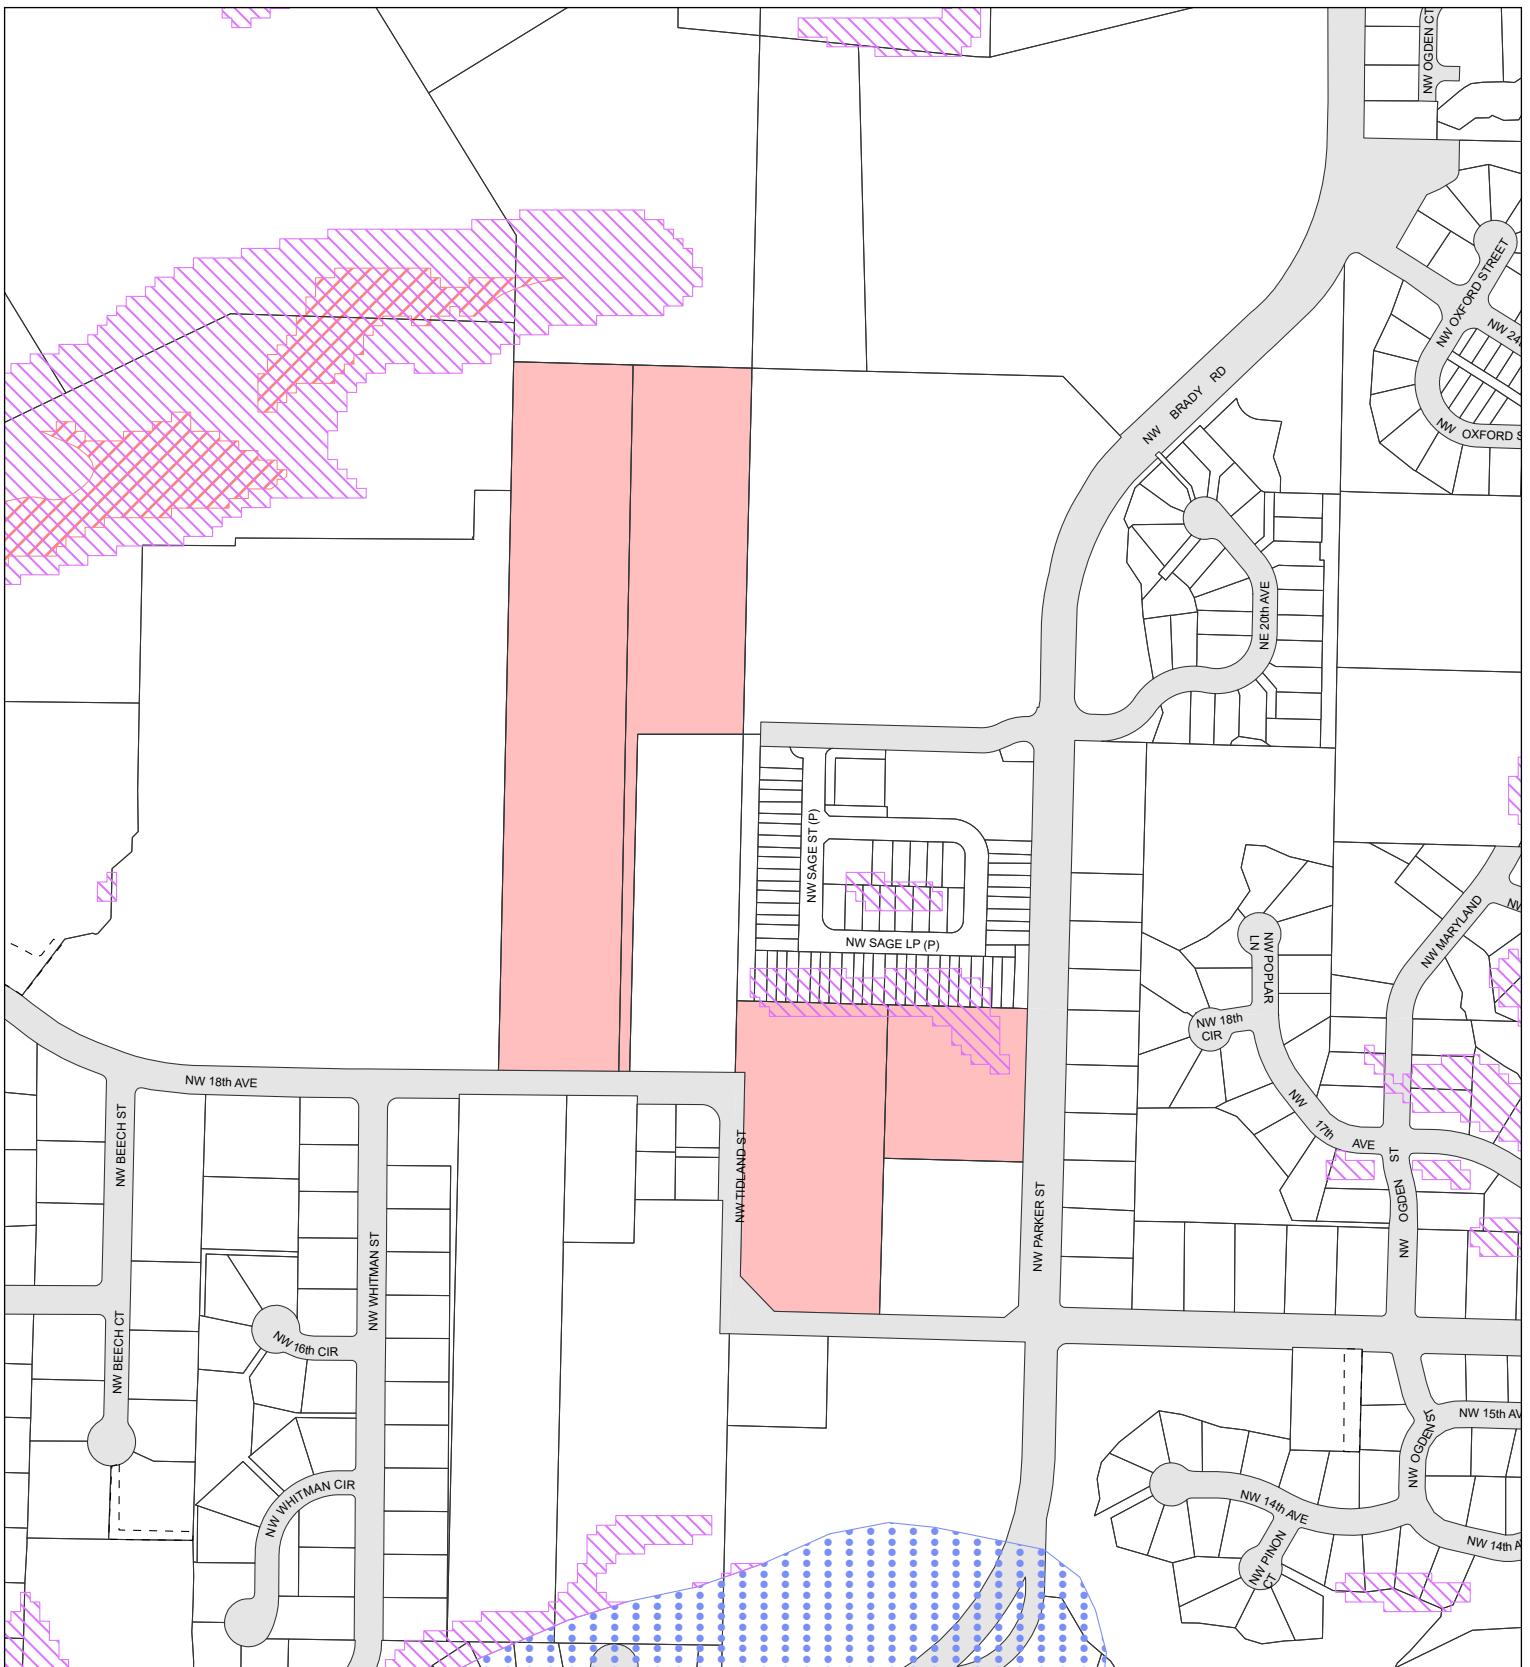 NW OGDEN CT
NW OXFORD STREET
NW BRADY RD
NW OXFORD S
NE 20th AVE
NW SAGE ST (P)
NW SAGE LP (P)
NW MARYLAND
NW POPLAR
LN
NW 18th
CIR
NW 17th AVE
NW 18th AVE
NW BEECH ST
NW TIDLAND ST
NW OGDEN ST
NW PARKER ST
NW WHITMAN ST
NW 16th CIR
NW BEECH CT
NW 15th AV
NW OGDEN ST
NW WHITMAN CIR
NW 14th AVE
NW PINON
CT
NW 14th A